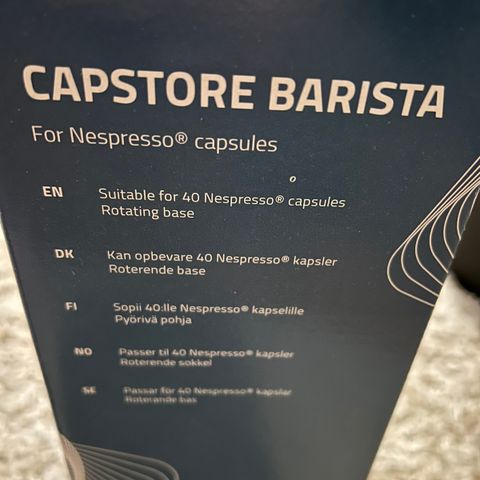 CAPSTORE BARISTA
For Nespresso® capsules
EN
Suitable for 40 Nespresso® capsules
Rotating base
DK
Kan opbevare 40 Nespresso® kapsler
Roterende base
FI
Sopii 40:lle Nespresso® kapselille
Pyörivä pohja
NO
Passer til 40 Nespresso® kapsler
Roterende sokkel
SE
Passar för 40 Nespresso® kapslar
Roterande bas